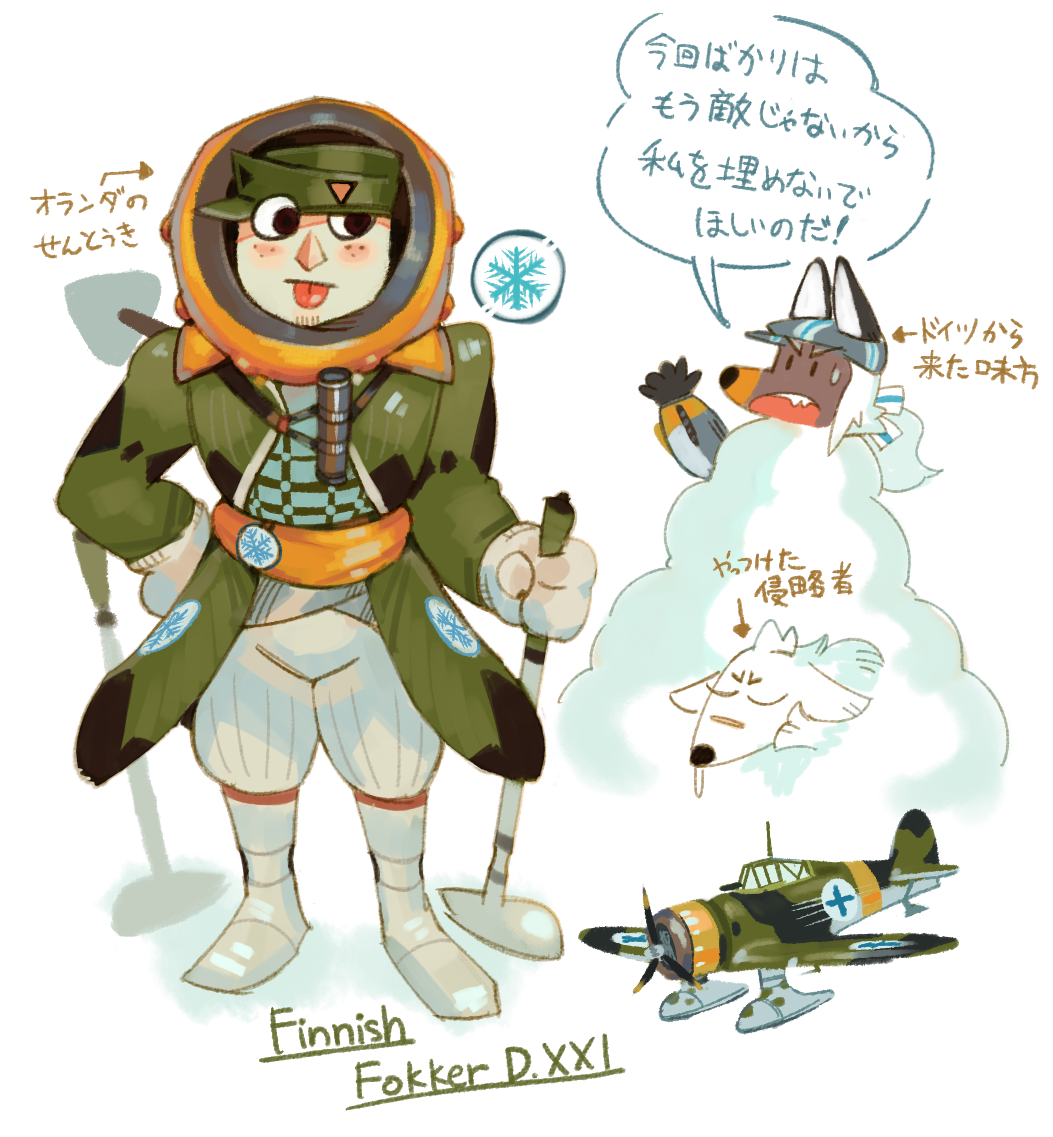 今回ばかりは
もう敵じゃないから
私を埋めないで
ほしいのだ!
オランダの
せんとうき
←ドイツから
来た味方
やっつけた
侵略者
Finnish
Fokker D.XXI